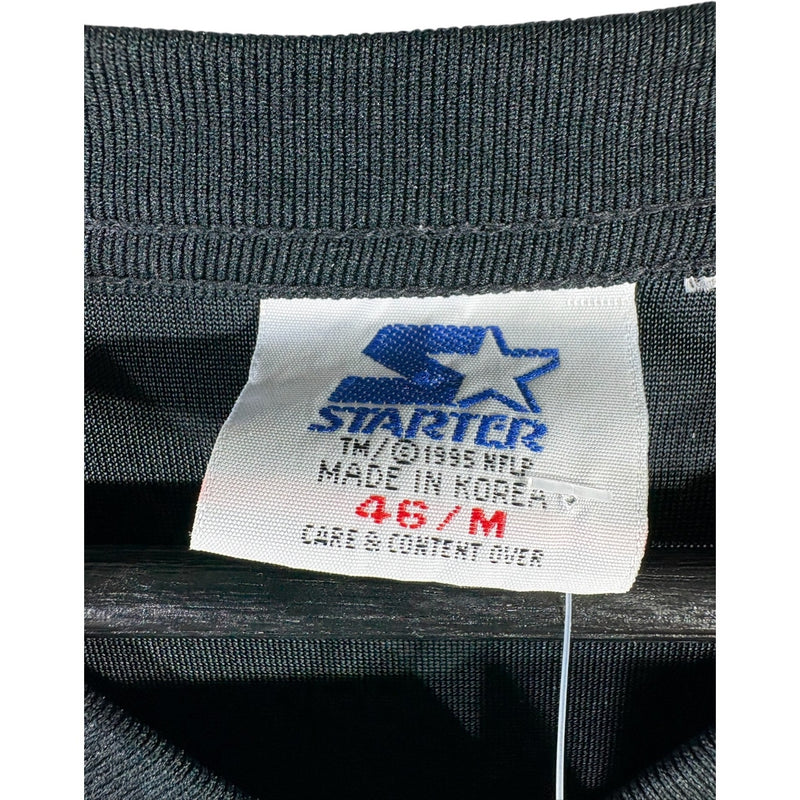 STARTER
TM/© 1995 NFLP
MADE IN KOREA
46/M
CARE & CONTENT OVER